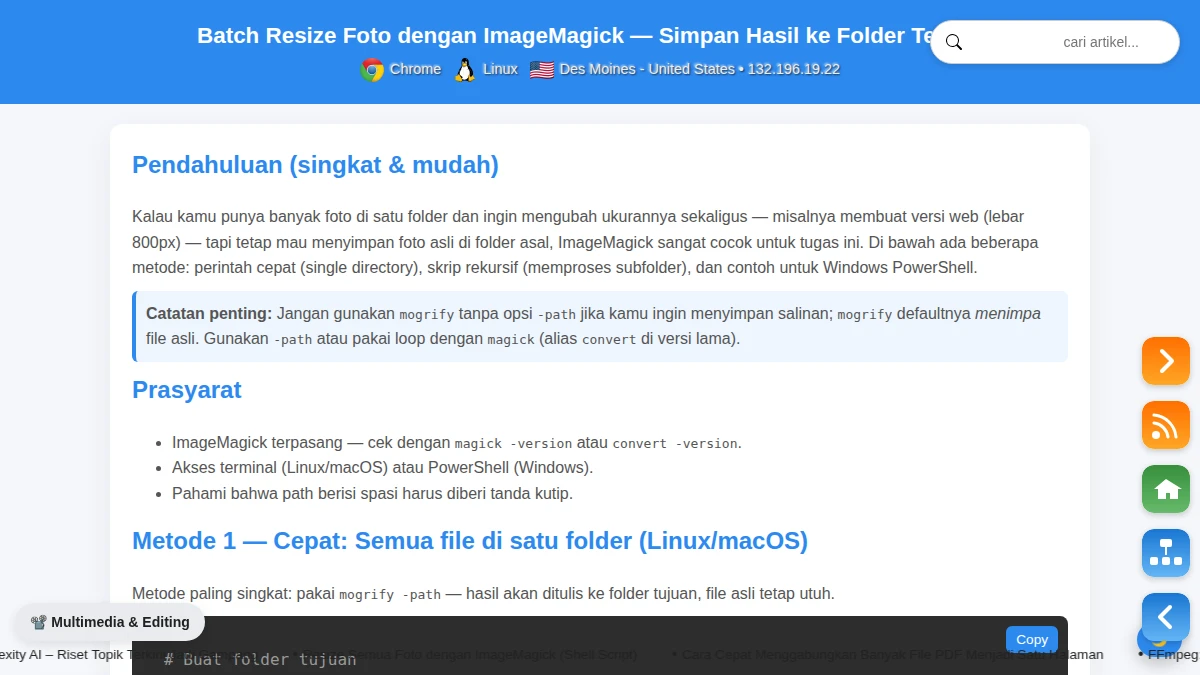 Batch Resize Foto dengan ImageMagick — Simpan Hasil ke Folder Te
cari artikel...
Chrome Linux Des Moines - United States • 132.196.19.22
Pendahuluan (singkat & mudah)
Kalau kamu punya banyak foto di satu folder dan ingin mengubah ukurannya sekaligus — misalnya membuat versi web (lebar
800px) — tapi tetap mau menyimpan foto asli di folder asal, ImageMagick sangat cocok untuk tugas ini. Di bawah ada beberapa
metode: perintah cepat (single directory), skrip rekursif (memproses subfolder), dan contoh untuk Windows PowerShell.
Catatan penting: Jangan gunakan mogrify tanpa opsi -path jika kamu ingin menyimpan salinan; mogrify defaultnya menimpa
file asli. Gunakan -path atau pakai loop dengan magick (alias convert di versi lama).
Prasyarat
ImageMagick terpasang — cek dengan magick -version atau convert -version.
Akses terminal (Linux/macOS) atau PowerShell (Windows).
Pahami bahwa path berisi spasi harus diberi tanda kutip.
Metode 1 — Cepat: Semua file di satu folder (Linux/macOS)
Metode paling singkat: pakai mogrify -path — hasil akan ditulis ke folder tujuan, file asli tetap utuh.
Multimedia & Editing
Copy
# Buat folder tujuan
exity AI – Riset Topik Semua Foto dengan ImageMagick (Shell Script) • Cara Cepat Menggabungkan Banyak File PDF Menjadi Satu Halaman • FFmpeg